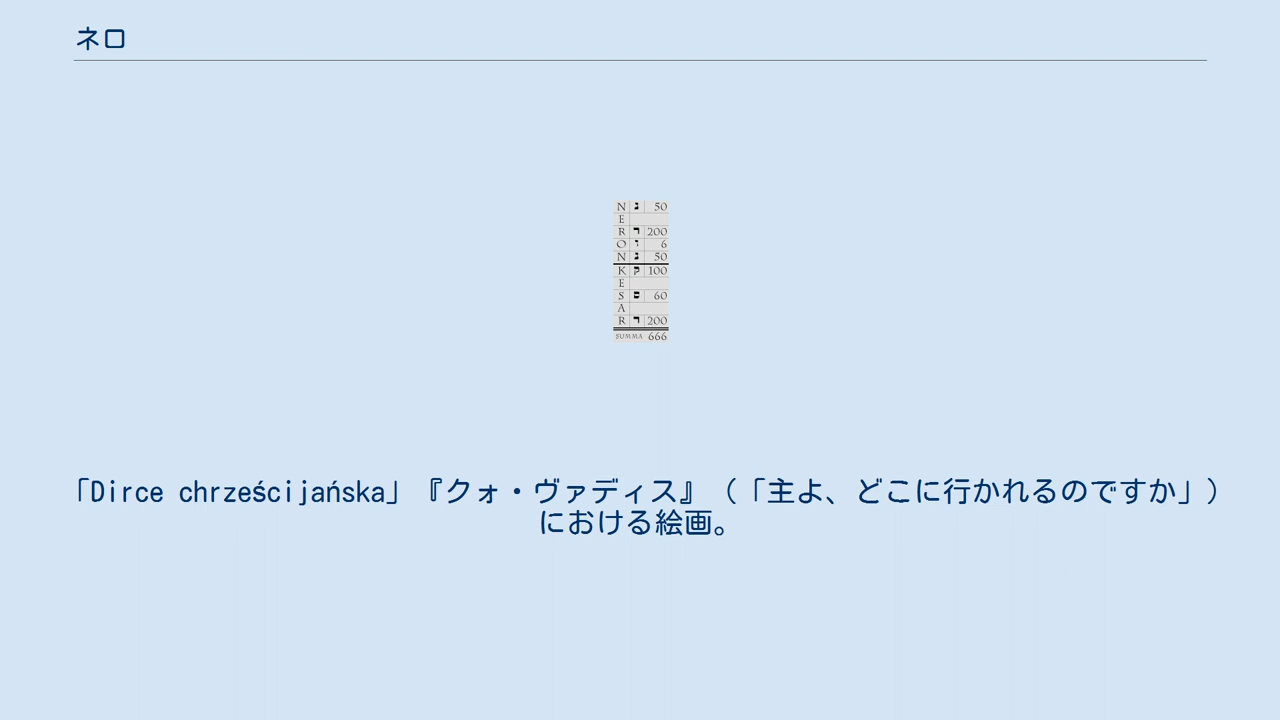 ネロ
N נ 50
E
R ר 200
O ו 6
N נ 50
K ק 100
E
S ס 60
A
R ר 200
SUMMA 666
「Dirce chrześcijańska」『クォ・ヴァディス』（「主よ、どこに行かれるのですか」）
における絵画。